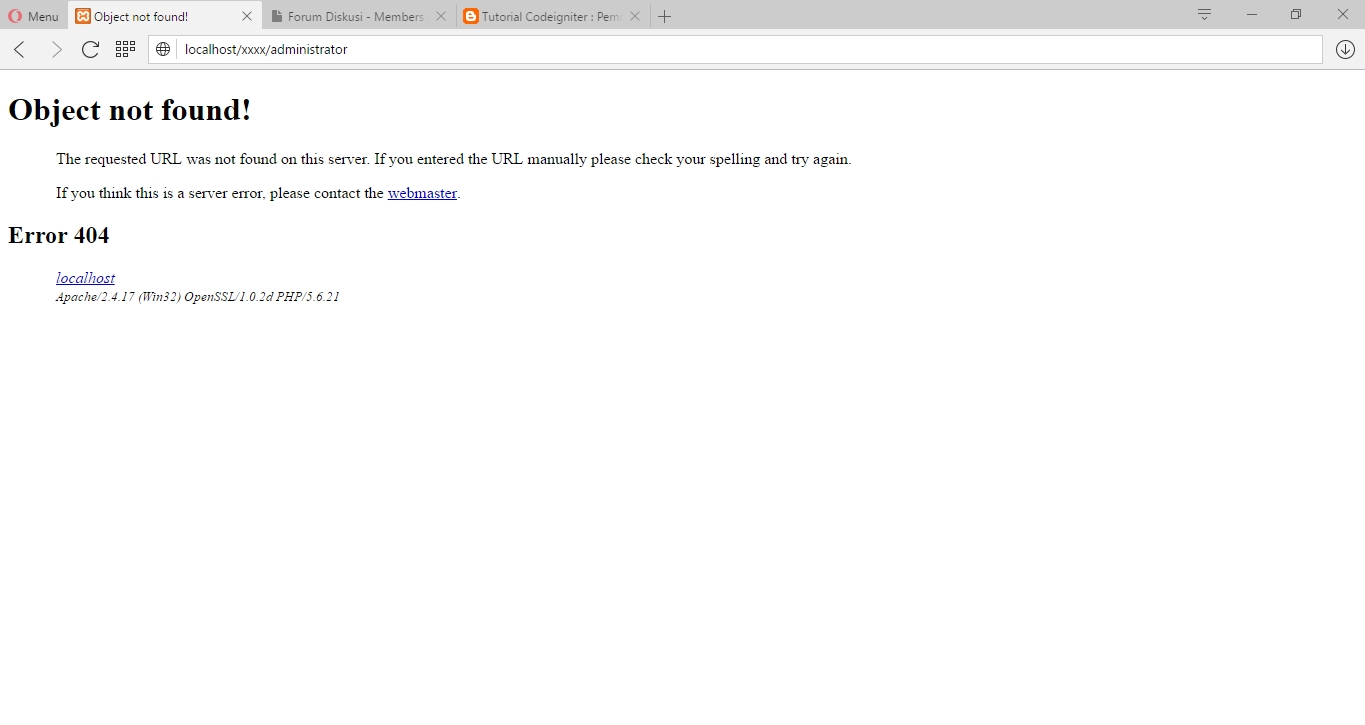 Menu
Object not found!
Forum Diskusi - Members
Tutorial Codeigniter : Pem
localhost/xxxx/administrator
Object not found!
The requested URL was not found on this server. If you entered the URL manually please check your spelling and try again.
If you think this is a server error, please contact the webmaster.
Error 404
localhost
Apache/2.4.17 (Win32) OpenSSL/1.0.2d PHP/5.6.21